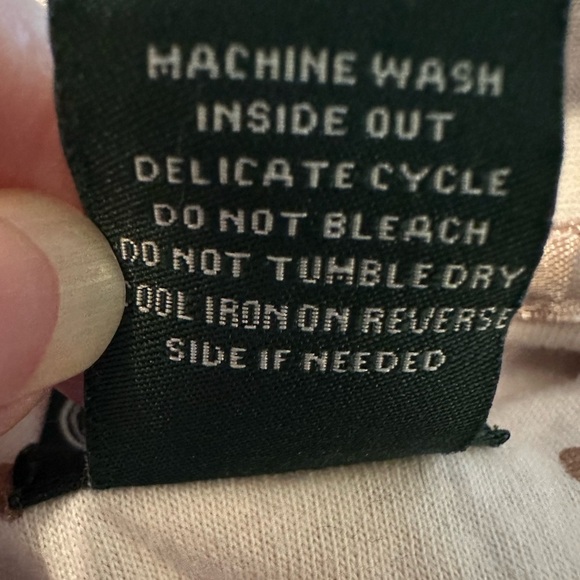 MACHINE WASH
INSIDE OUT
DELICATE CYCLE
DO NOT BLEACH
DO NOT TUMBLE DRY
COOL IRON ON REVERSE
SIDE IF NEEDED